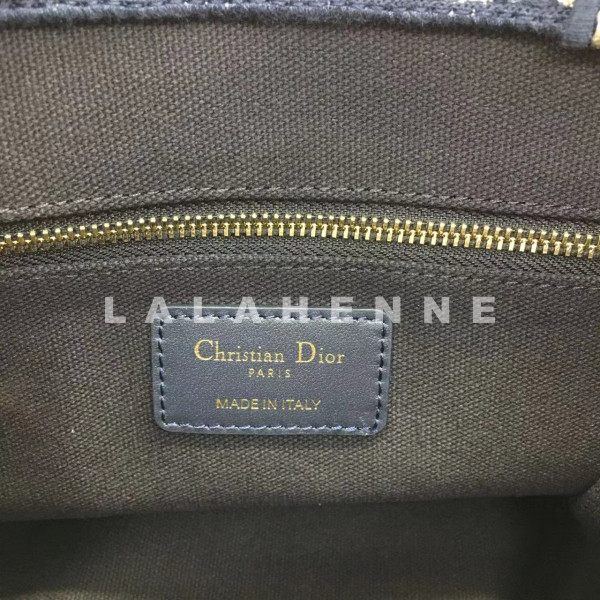 LALAHENNE
Christian Dior
PARIS
MADE IN ITALY